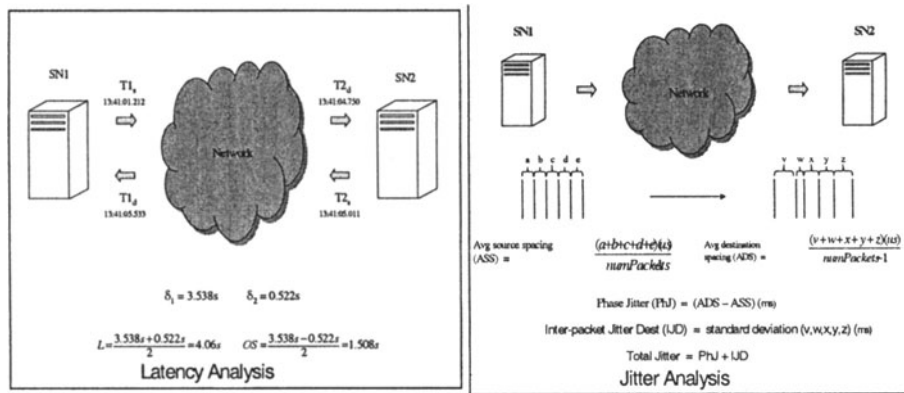 SN1
T1s
13:41:01.212
T1d
13:41:05.533
Network
T2d
13:41:04.750
T2s
13:41:05.011
SN2
δ1 = 3.538s δ2 = 0.522s
L = 3.538s+0.522s / 2 = 4.06s OS = 3.538s−0.522s / 2 = 1.508s
Latency Analysis
SN1
Network
SN2
a b c d e
v w x y z
Avg source spacing (ASS) = (a+b+c+d+e)(us) / numPackets
Avg destination spacing (ADS) = (v+w+x+y+z)(us) / numPackets-1
Phase Jitter (PhJ) = (ADS – ASS) (ms)
Inter-packet Jitter Dest (IJD) = standard deviation (v,w,x,y,z) (ms)
Total Jitter = PhJ + IJD
Jitter Analysis